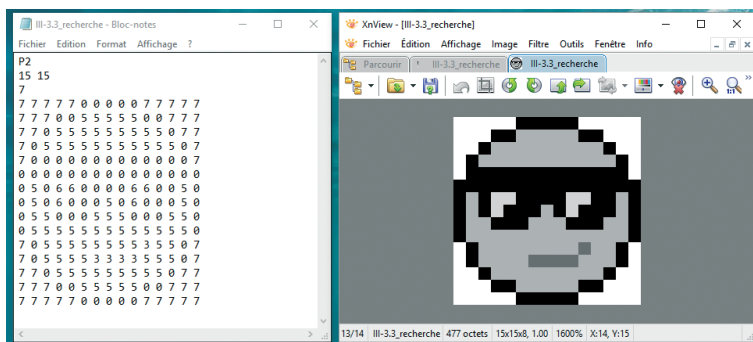 III-3.3_recherche – Bloc-notes
Fichier Edition Format Affichage ?
P2
15 15
7
7 7 7 7 7 0 0 0 0 0 7 7 7 7 7
7 7 7 0 0 5 5 5 5 5 0 0 7 7 7
7 7 0 5 5 5 5 5 5 5 5 5 0 7 7
7 0 5 5 5 5 5 5 5 5 5 5 5 0 7
7 0 0 0 0 0 0 0 0 0 0 0 0 0 7
0 0 0 0 0 0 0 0 0 0 0 0 0 0 0
0 5 0 6 6 0 0 0 0 6 6 0 0 5 0
0 5 0 6 0 0 0 5 0 6 0 0 0 5 0
0 5 5 0 0 0 5 5 5 0 0 0 5 5 0
0 5 5 5 5 5 5 5 5 5 5 5 5 5 0
7 0 5 5 5 5 5 5 5 5 3 5 5 0 7
7 0 5 5 5 5 3 3 3 3 5 5 5 0 7
7 7 0 5 5 5 5 5 5 5 5 5 0 7 7
7 7 7 0 0 5 5 5 5 5 0 0 7 7 7
7 7 7 7 7 0 0 0 0 0 7 7 7 7 7
XnView - [III-3.3_recherche]
Fichier Édition Affichage Image Filtre Outils Fenêtre Info
Parcourir III-3.3_recherche III-3.3_recherche
1:1
13/14 III-3.3_recherche 477 octets 15x15x8, 1.00 1600% X:14, Y:15